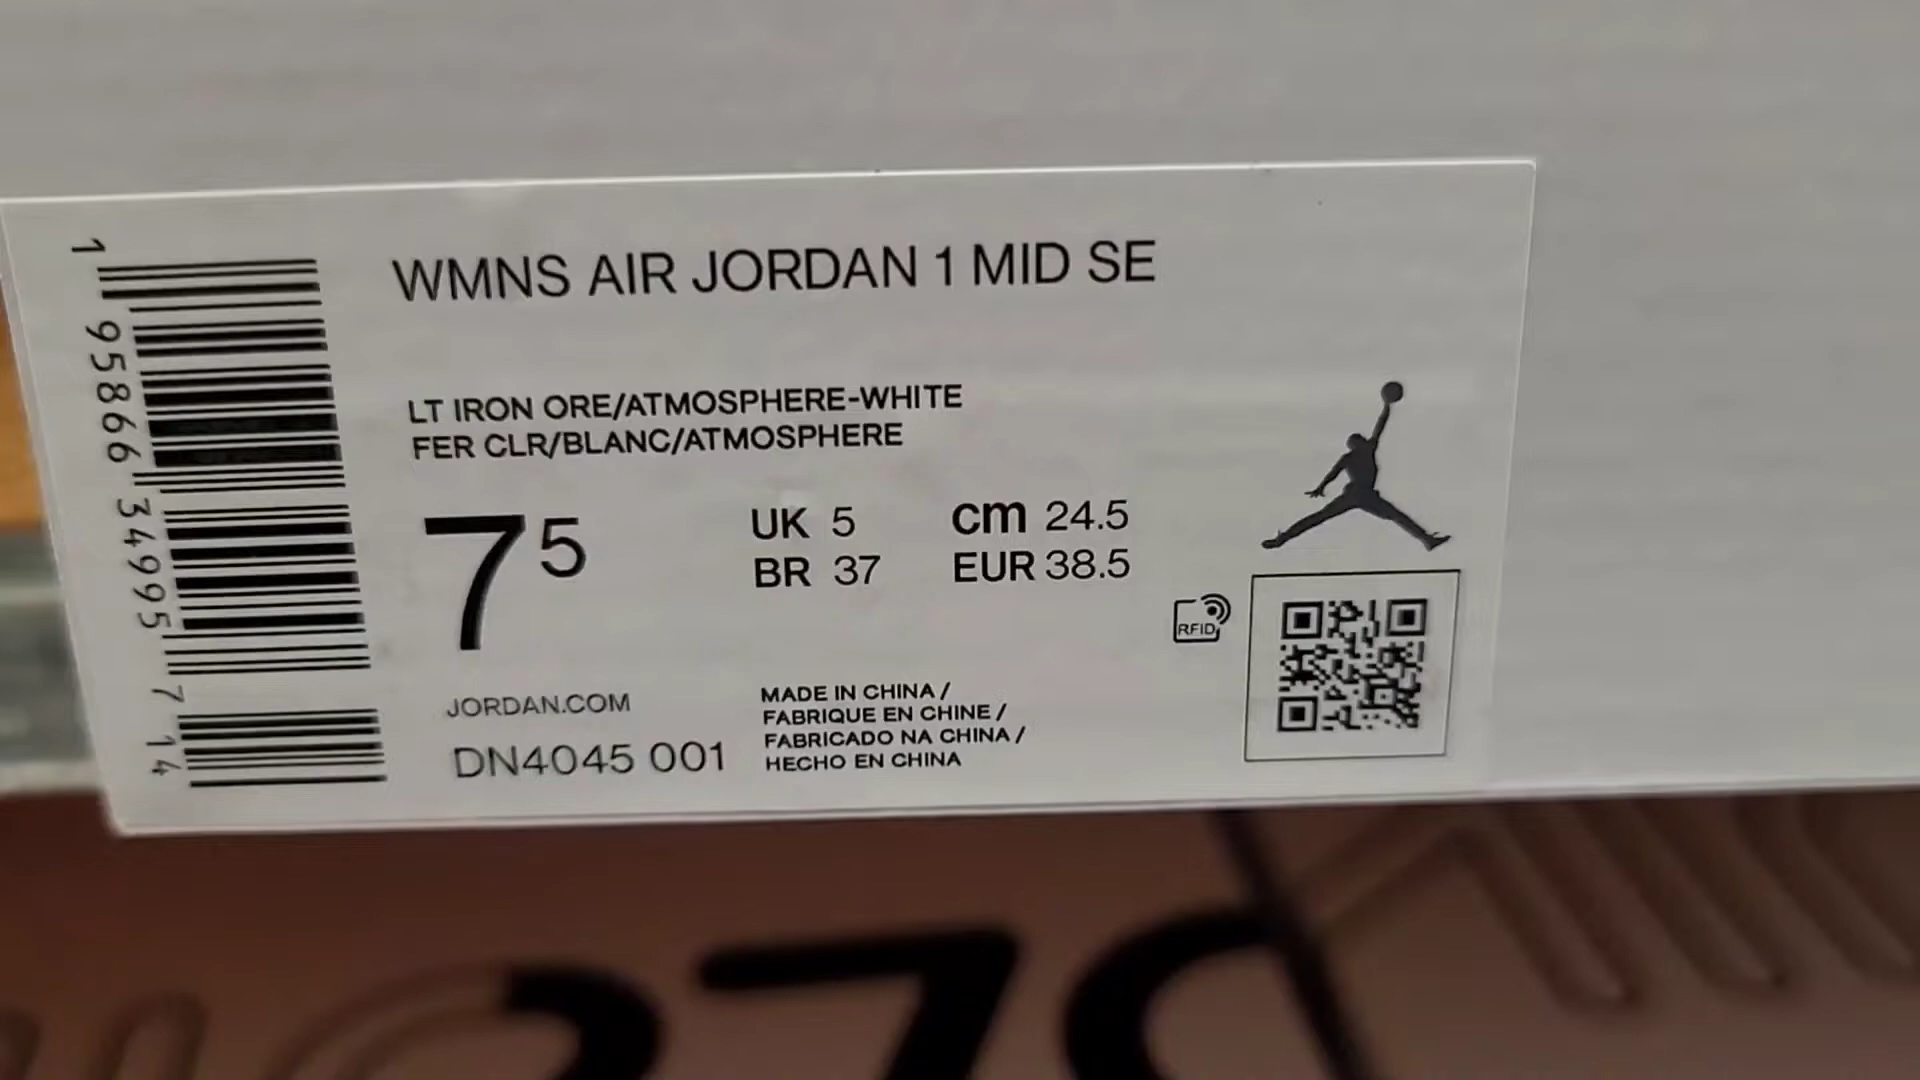 WMNS AIR JORDAN 1 MID SE
LT IRON ORE/ATMOSPHERE-WHITE
FER CLR/BLANC/ATMOSPHERE
7 5
UK 5
BR 37
cm 24.5
EUR 38.5
RFID
JORDAN.COM
DN4045 001
MADE IN CHINA /
FABRIQUE EN CHINE /
FABRICADO NA CHINA /
HECHO EN CHINA
1 95866 34995 7 14